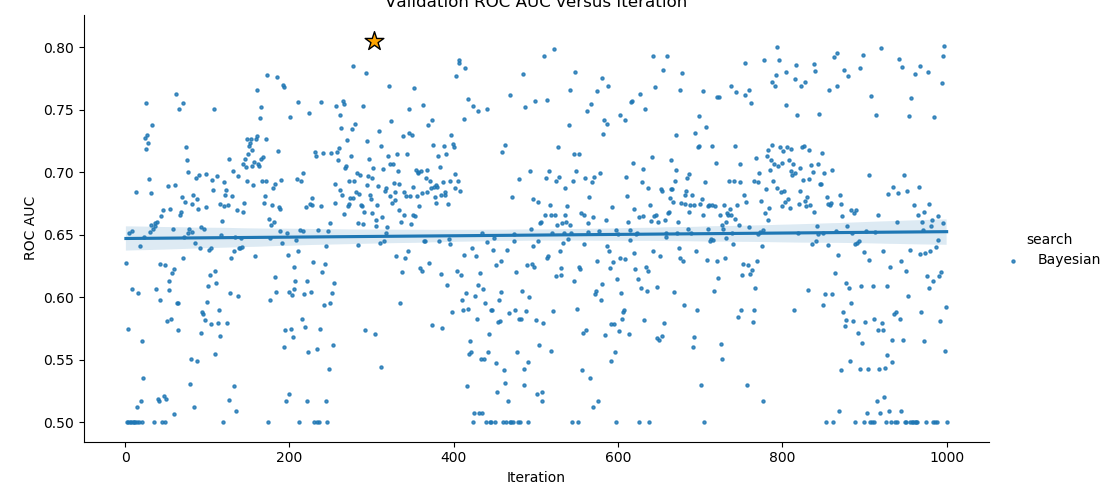 Validation ROC AUC versus Iteration
0.80
0.75
0.70
0.65
0.60
0.55
0.50
ROC AUC
0 200 400 600 800 1000
Iteration
search
Bayesian